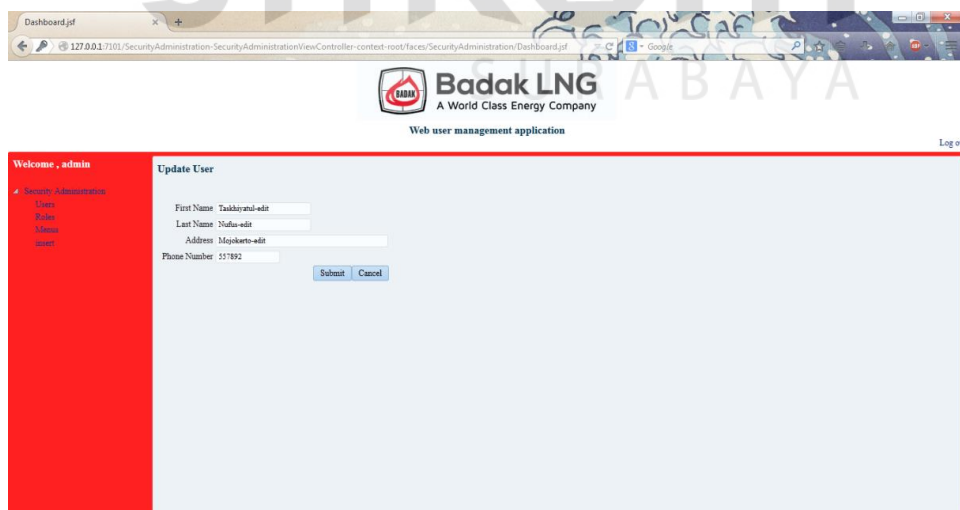 Dashboard.jsf
127.0.0.1:7101/SecurityAdministration-SecurityAdministrationViewController-context-root/faces/SecurityAdministration/Dashboard.jsf
Google
SURABAYA
BADAK
Badak LNG
A World Class Energy Company
Web user management application
Log o
Welcome , admin
Security Administration
Users
Roles
Menus
insert
Update User
First Name Taskhiyatul-edit
Last Name Nufus-edit
Address Mojokerto-edit
Phone Number 557892
Submit Cancel